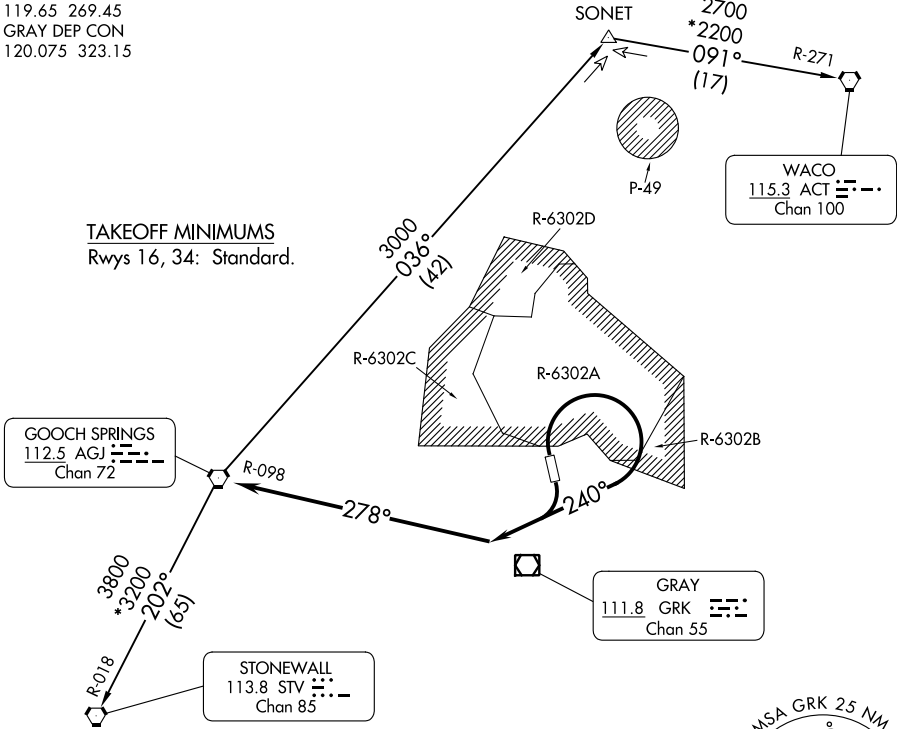 119.65 269.45
GRAY DEP CON
120.075 323.15
SONET
2700
*2200
091°
(17)
R-271
P-49
WACO
115.3 ACT
Chan 100
TAKEOFF MINIMUMS
Rwys 16, 34: Standard.
3000
036°
(42)
R-6302D
R-6302C
R-6302A
R-6302B
GOOCH SPRINGS
112.5 AGJ
Chan 72
R-098
278°
240°
GRAY
111.8 GRK
Chan 55
3800
*3200
202°
(65)
R-018
STONEWALL
113.8 STV
Chan 85
MSA GRK 25 NM